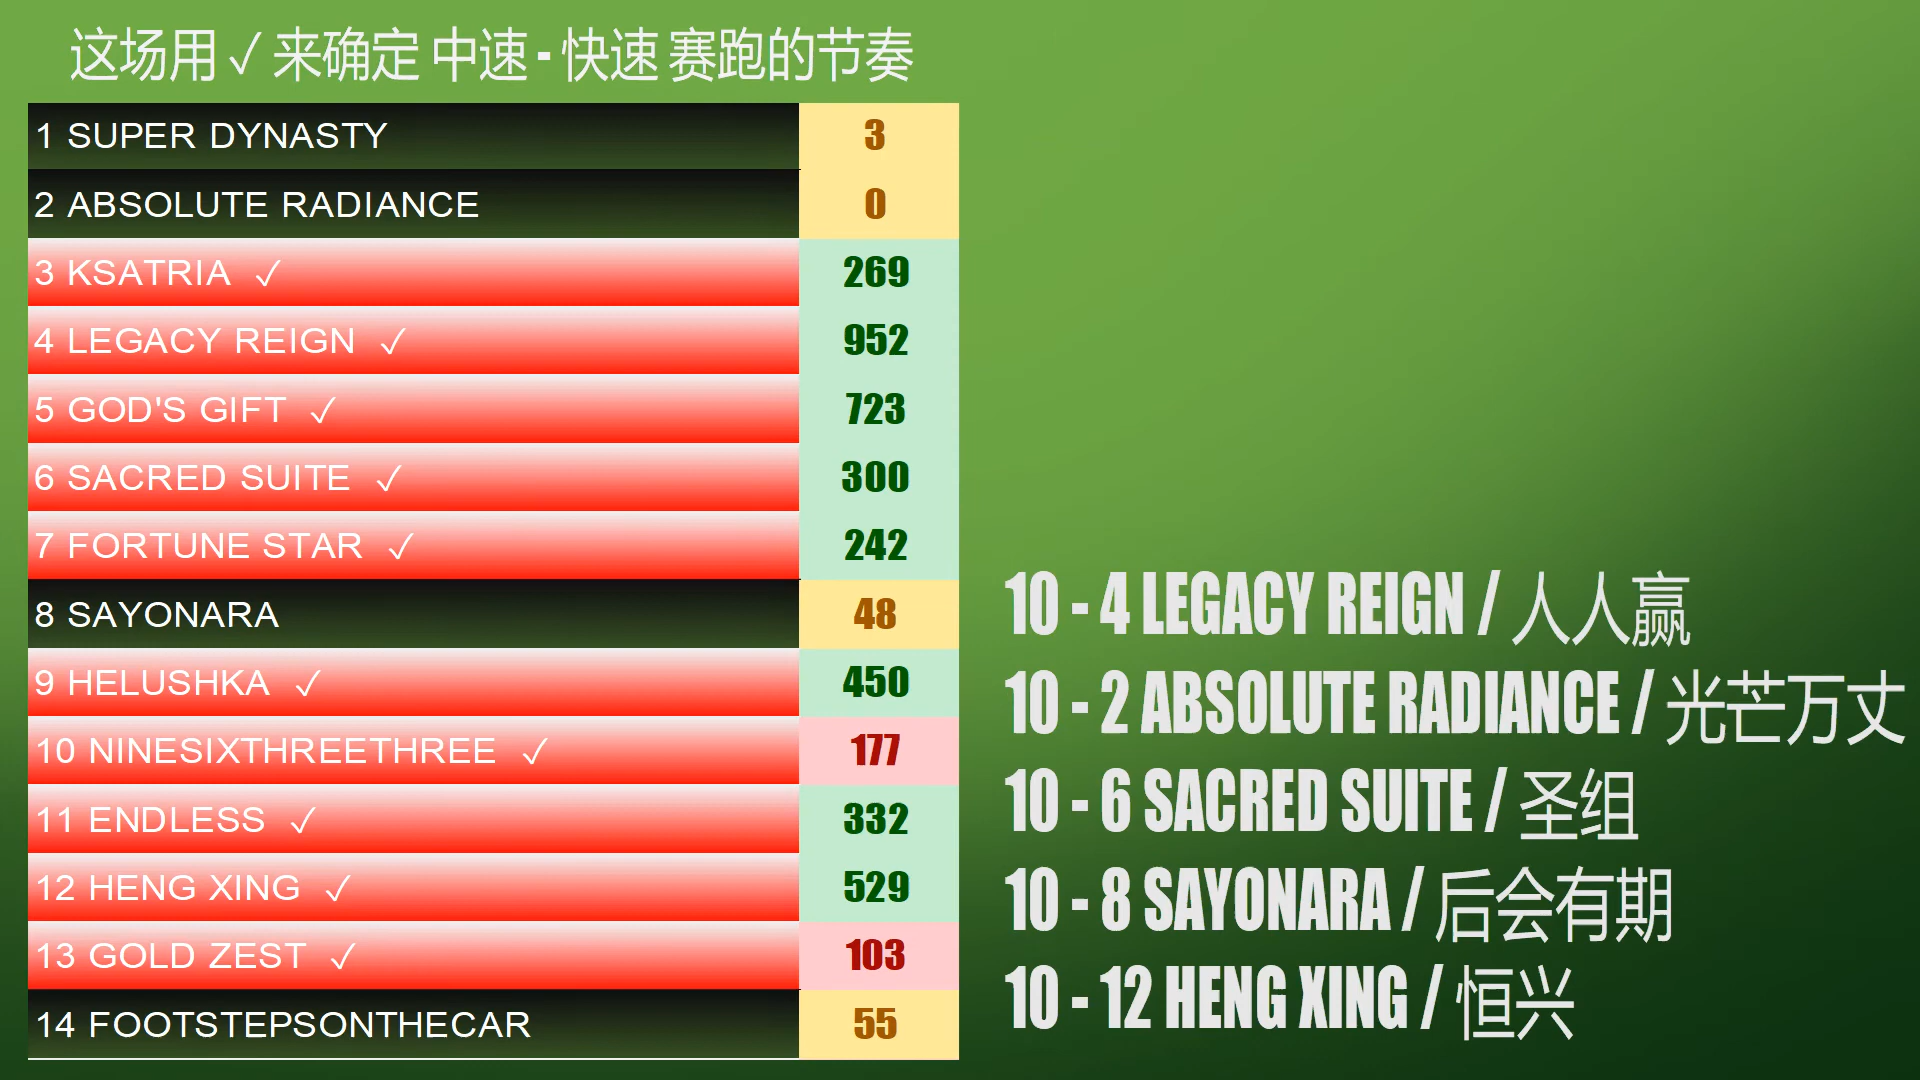 这场用 ✓ 来确定 中速 - 快速 赛跑的节奏
1 SUPER DYNASTY 3
2 ABSOLUTE RADIANCE 0
3 KSATRIA ✓ 269
4 LEGACY REIGN ✓ 952
5 GOD'S GIFT ✓ 723
6 SACRED SUITE ✓ 300
7 FORTUNE STAR ✓ 242
8 SAYONARA 48
9 HELUSHKA ✓ 450
10 NINESIXTHREETHREE ✓ 177
11 ENDLESS ✓ 332
12 HENG XING ✓ 529
13 GOLD ZEST ✓ 103
14 FOOTSTEPSONTHECAR 55
10 - 4 LEGACY REIGN / 人人赢
10 - 2 ABSOLUTE RADIANCE / 光芒万丈
10 - 6 SACRED SUITE / 圣组
10 - 8 SAYONARA / 后会有期
10 - 12 HENG XING / 恒兴